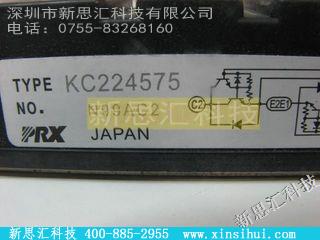 深圳市新思汇科技有限公司
电话：0755-83268160
TYPE KC224575
NO. N09AG2
PRX JAPAN
C2 E2E1
新思汇科技
新思汇科技 400-885-2955 www.xinsihui.com